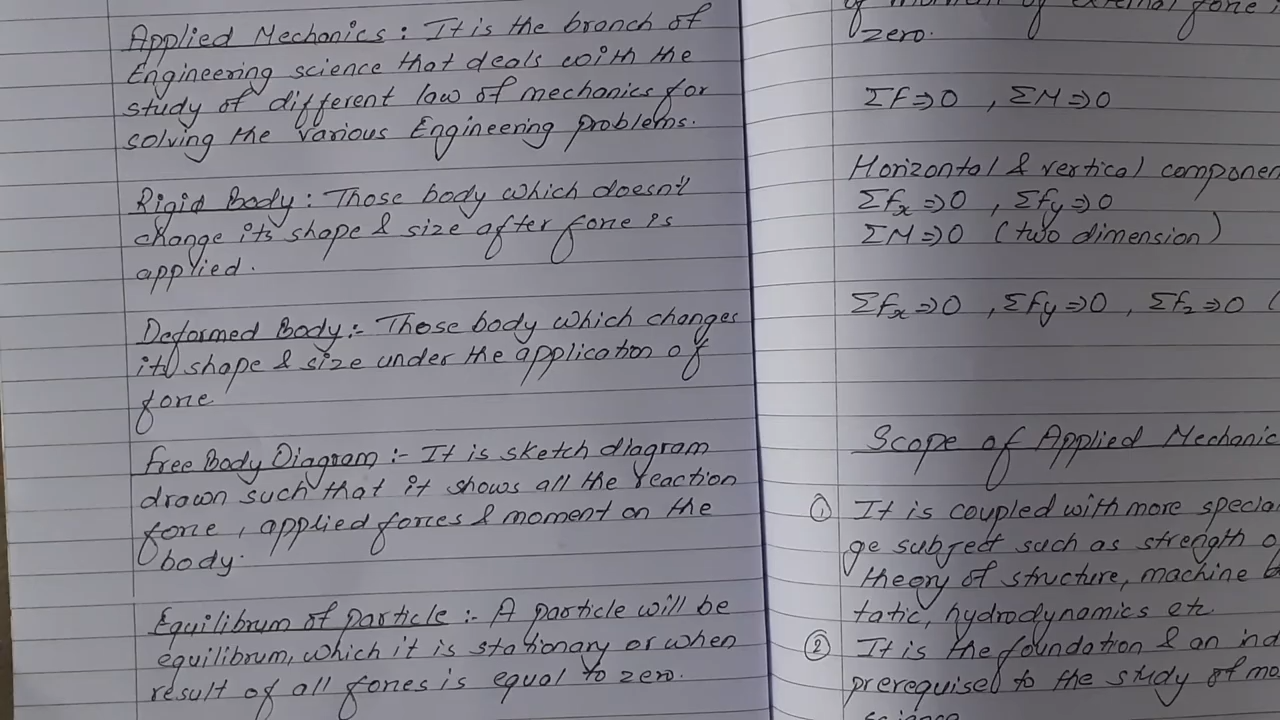 Applied Mechanics : It is the branch of
Engineering science that deals with the
study of different law of mechanics for
solving the various Engineering problems.
Rigid Body : Those body which doesn't
change its shape & size after force is
applied.
Deformed Body :- Those body which changes
its shape & size under the application of
force
Free Body Diagram :- It is sketch diagram
drawn such that it shows all the reaction
force, applied forces & moment on the
body.
Equilibrum of particle :- A particle will be
equilibrum, which it is stationary or when
result of all forces is equal to zero.
of moment of external force
zero.
ΣF⇒0 , ΣM⇒0
Horizontal & vertical componen
Σfx⇒0 , Σfy⇒0
ΣM⇒0 (two dimension)
Σfx⇒0 , Σfy⇒0 , Σfz⇒0 (
Scope of Applied Mechanic
① It is coupled with more specia
ge subject such as strength o
theory of structure, machine
tatic, hydrodynamics etc
② It is the foundation & an ind
prerequised to the study of mo
science